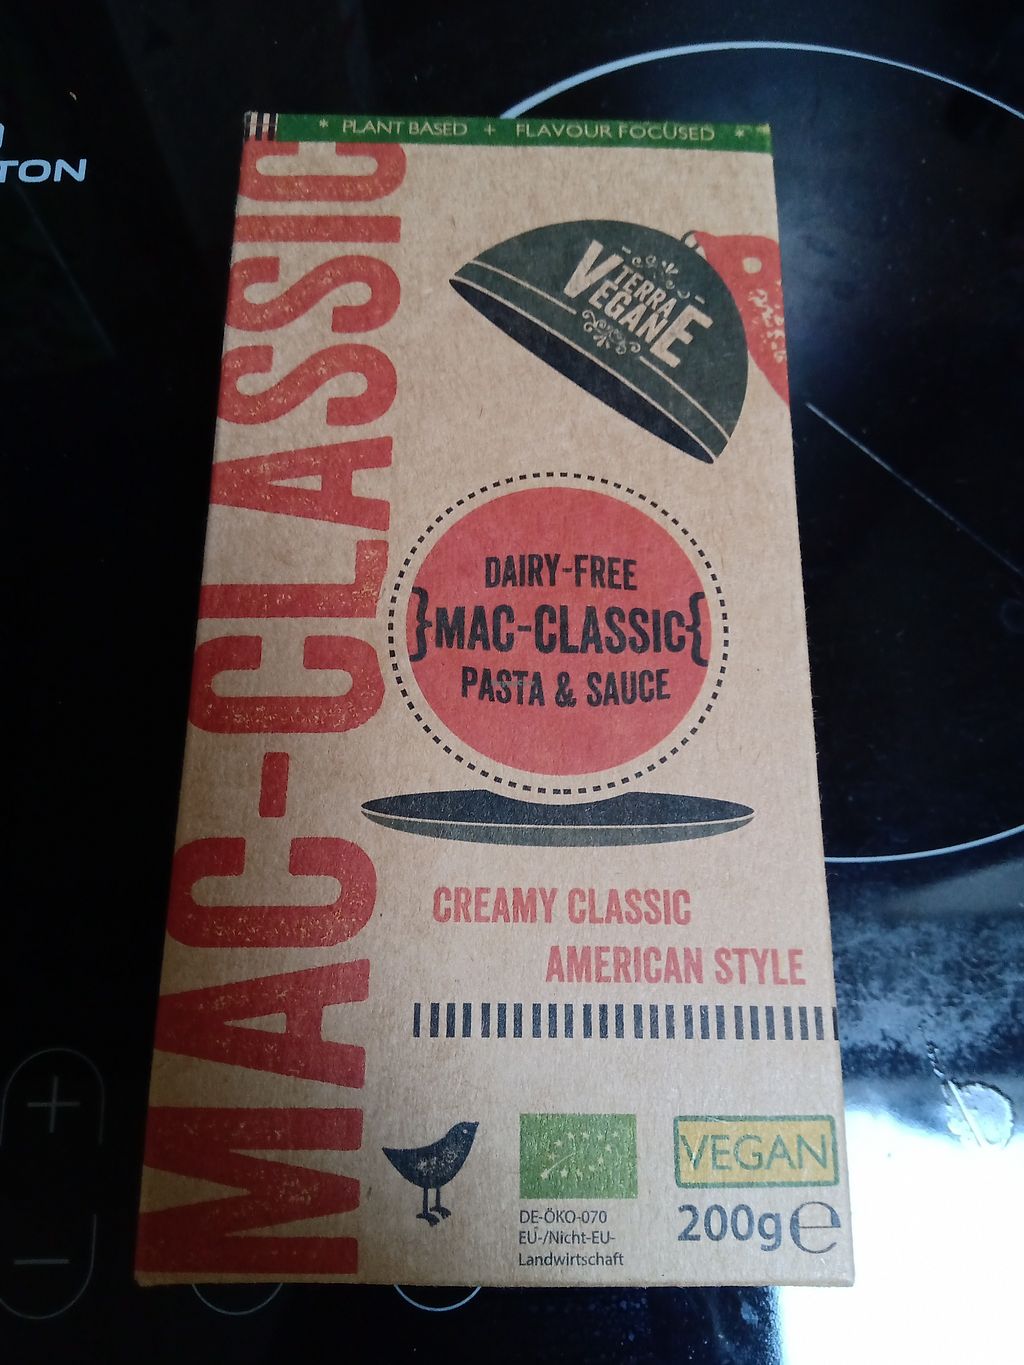 TON
* PLANT BASED + FLAVOUR FOCUSED *
MAC-CLASSIC
TERRA
VEGANE
DAIRY-FREE
}MAC-CLASSIC{
PASTA & SAUCE
CREAMY CLASSIC
AMERICAN STYLE
VEGAN
DE-ÖKO-070
EU-/Nicht-EU-
Landwirtschaft
200g ℮